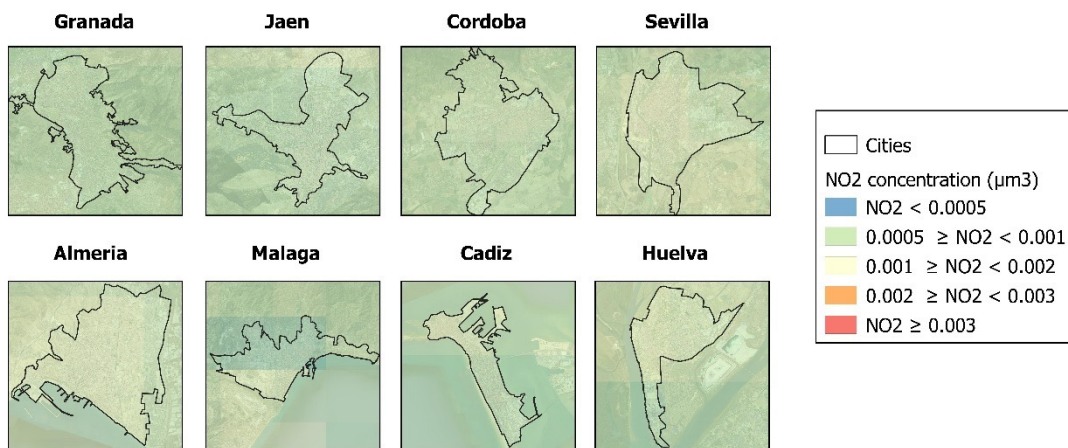 Granada
Jaen
Cordoba
Sevilla
Almeria
Malaga
Cadiz
Huelva
Cities
NO2 concentration (µm3)
NO2 < 0.0005
0.0005 ≥ NO2 < 0.001
0.001 ≥ NO2 < 0.002
0.002 ≥ NO2 < 0.003
NO2 ≥ 0.003